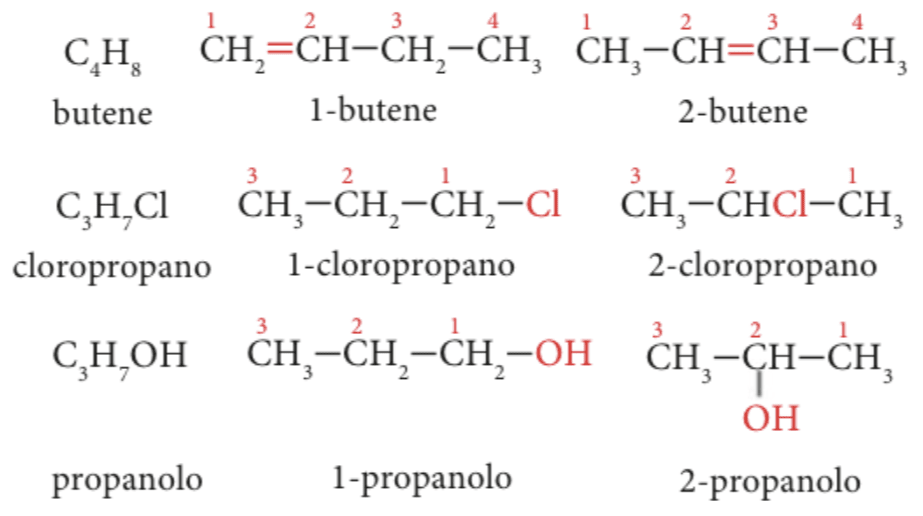 1 2 3 4 1 2 3 4
C₄H₈ CH₂=CH−CH₂−CH₃ CH₃−CH=CH−CH₃
butene 1-butene 2-butene
3 2 1 3 2 1
C₃H₇Cl CH₃−CH₂−CH₂−Cl CH₃−CHCl−CH₃
cloropropano 1-cloropropano 2-cloropropano
3 2 1 3 2 1
C₃H₇OH CH₃−CH₂−CH₂−OH CH₃−CH−CH₃
OH
propanolo 1-propanolo 2-propanolo